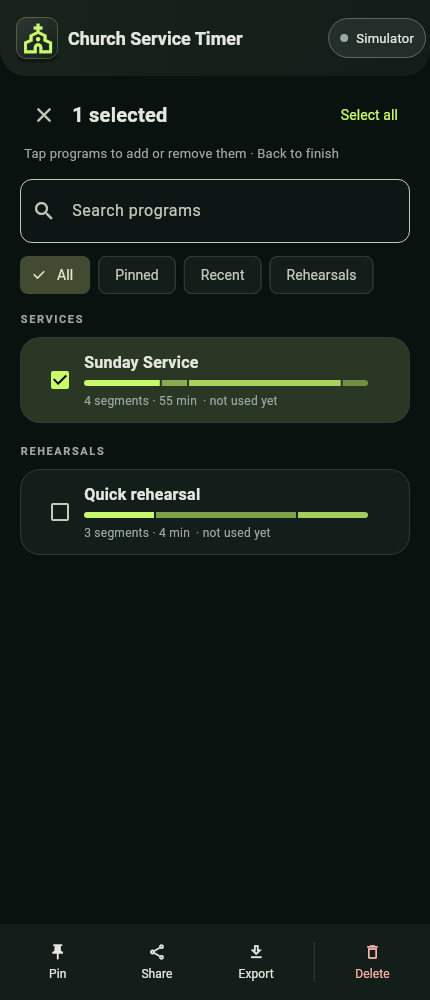 Church Service Timer
Simulator
1 selected
Select all
Tap programs to add or remove them · Back to finish
Search programs
All
Pinned
Recent
Rehearsals
SERVICES
Sunday Service
4 segments · 55 min · not used yet
REHEARSALS
Quick rehearsal
3 segments · 4 min · not used yet
Pin
Share
Export
Delete